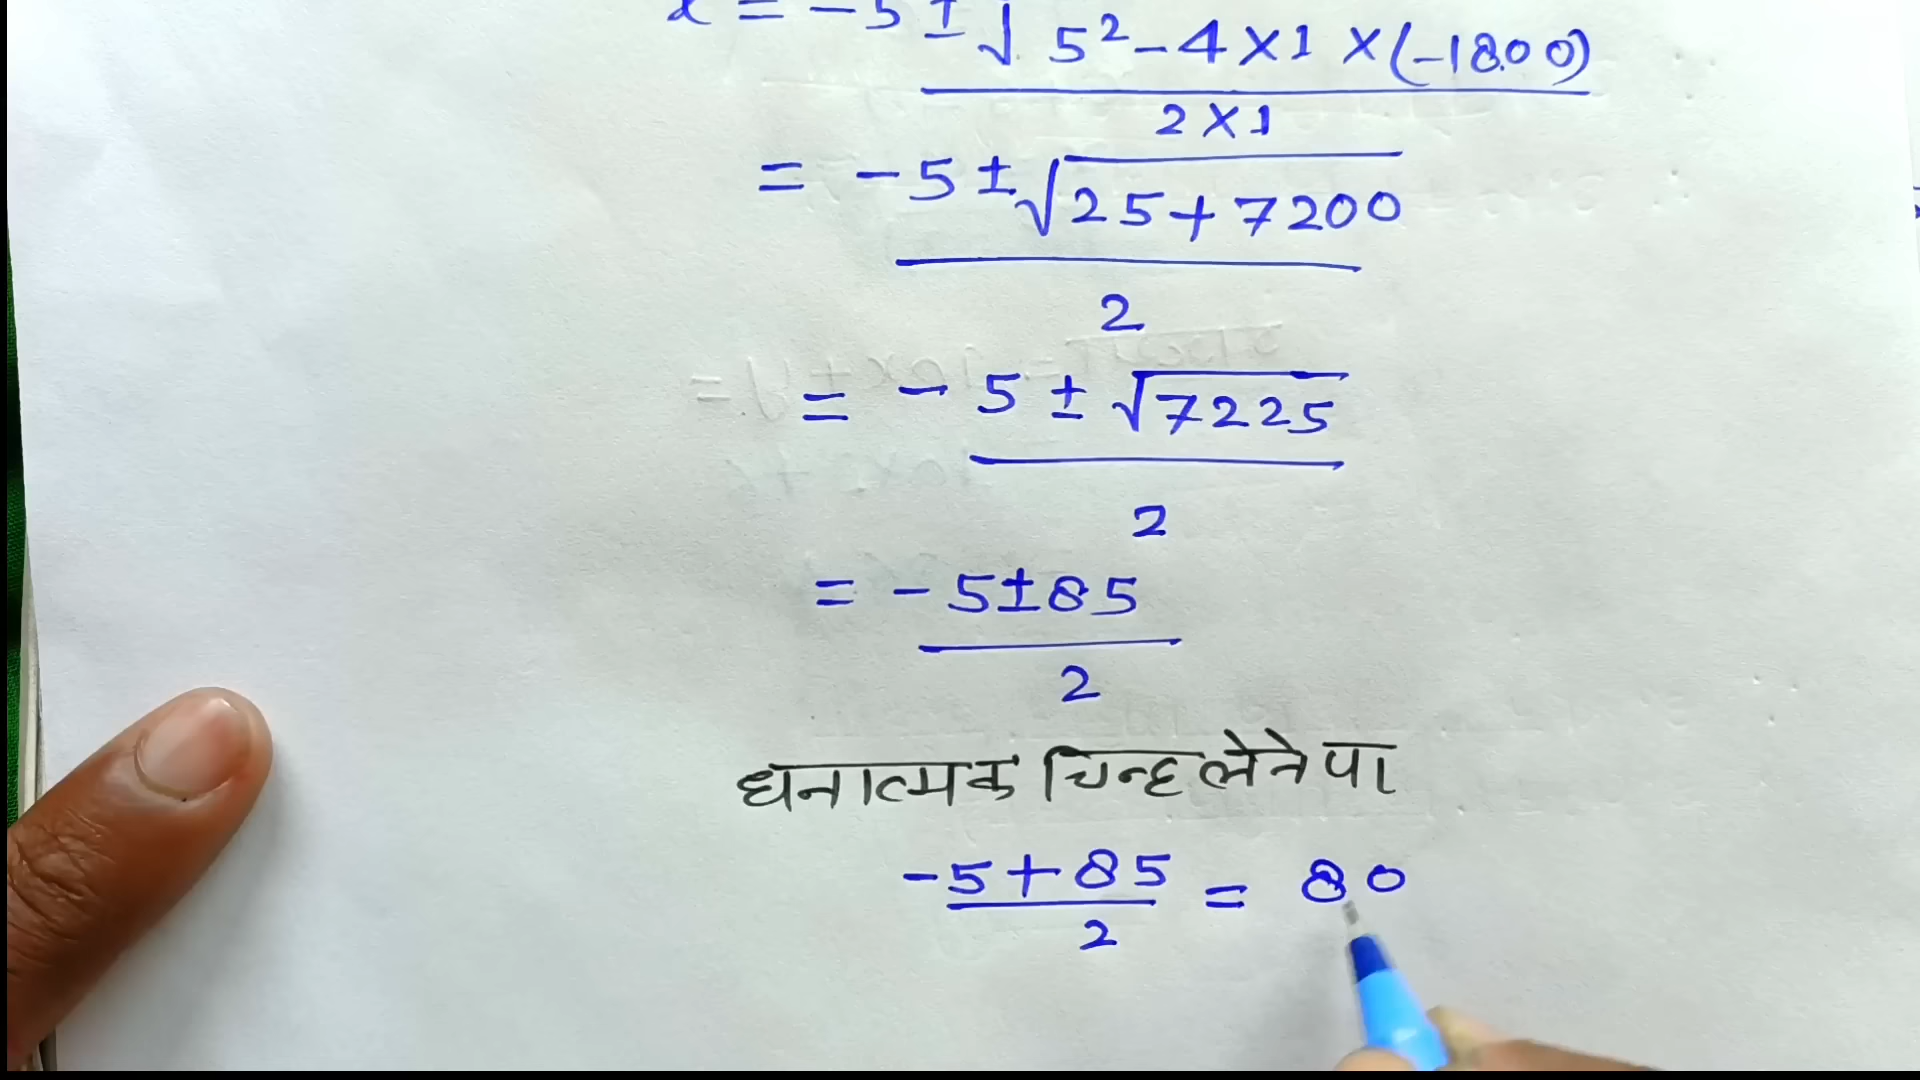 x = -5 ± √ 5² - 4 × 1 × (-1800)
2 × 1
= -5 ± √25 + 7200
2
= -5 ± √7225
2
= -5 ± 85
2
धनात्मक चिन्ह लेने पा
-5 + 85 = 80
2